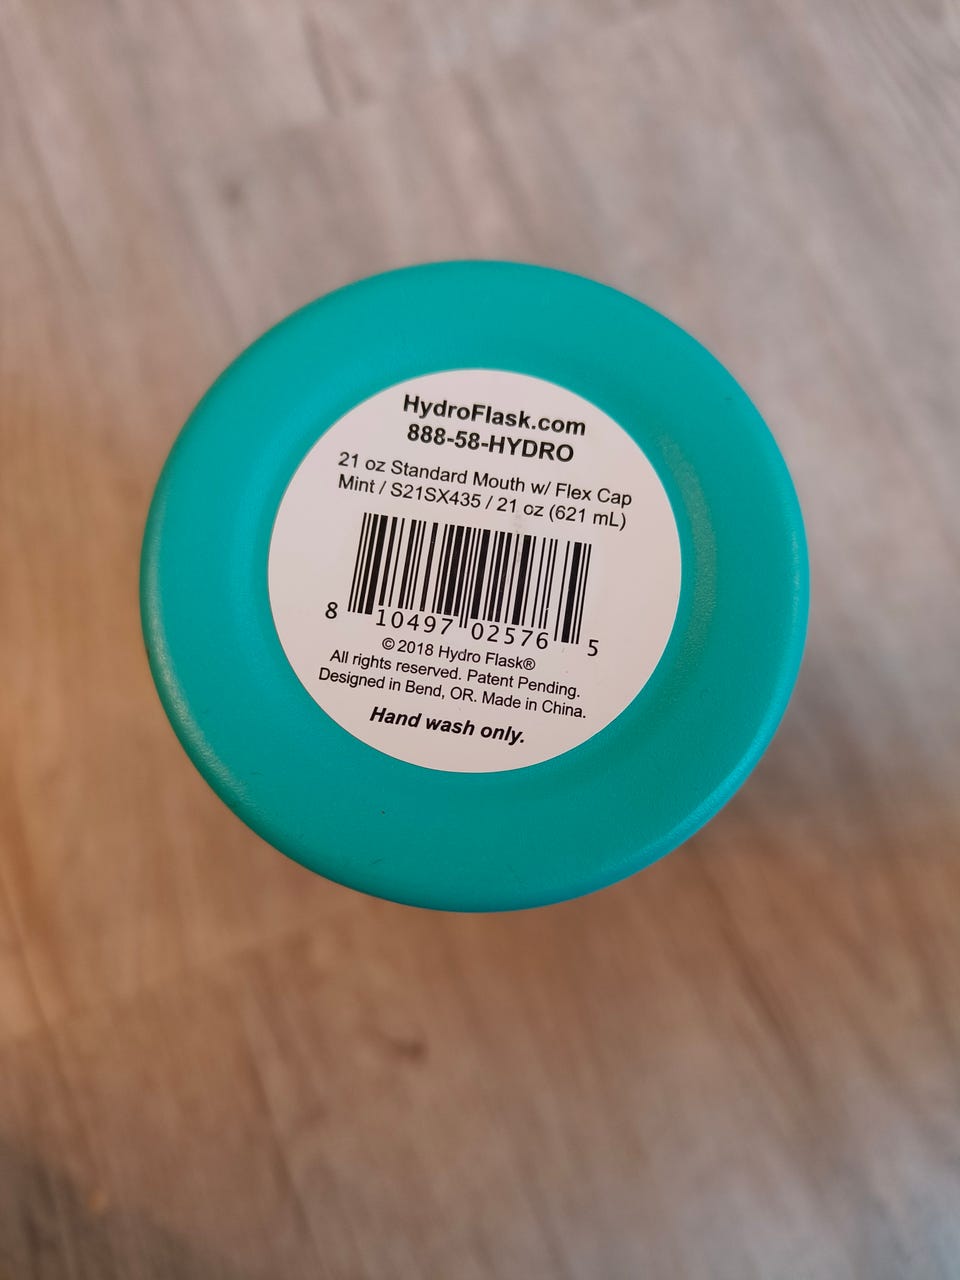 HydroFlask.com
888-58-HYDRO
21 oz Standard Mouth w/ Flex Cap
Mint / S21SX435 / 21 oz (621 mL)
8 10497 02576 5
© 2018 Hydro Flask®
All rights reserved. Patent Pending.
Designed in Bend, OR. Made in China.
Hand wash only.